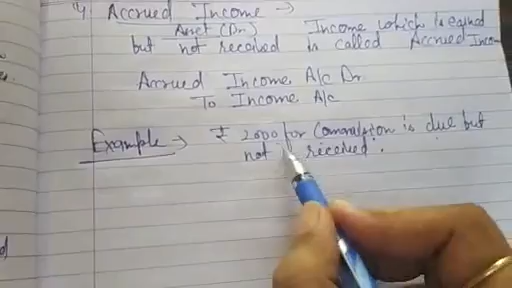 4) Accrued Income →
Asset (Dr) Income which is earned
but not received is called Accrued Incom
Accrued Income A/c Dr
To Income A/c
Example → ₹ 2000 for Commission is due but
not received.